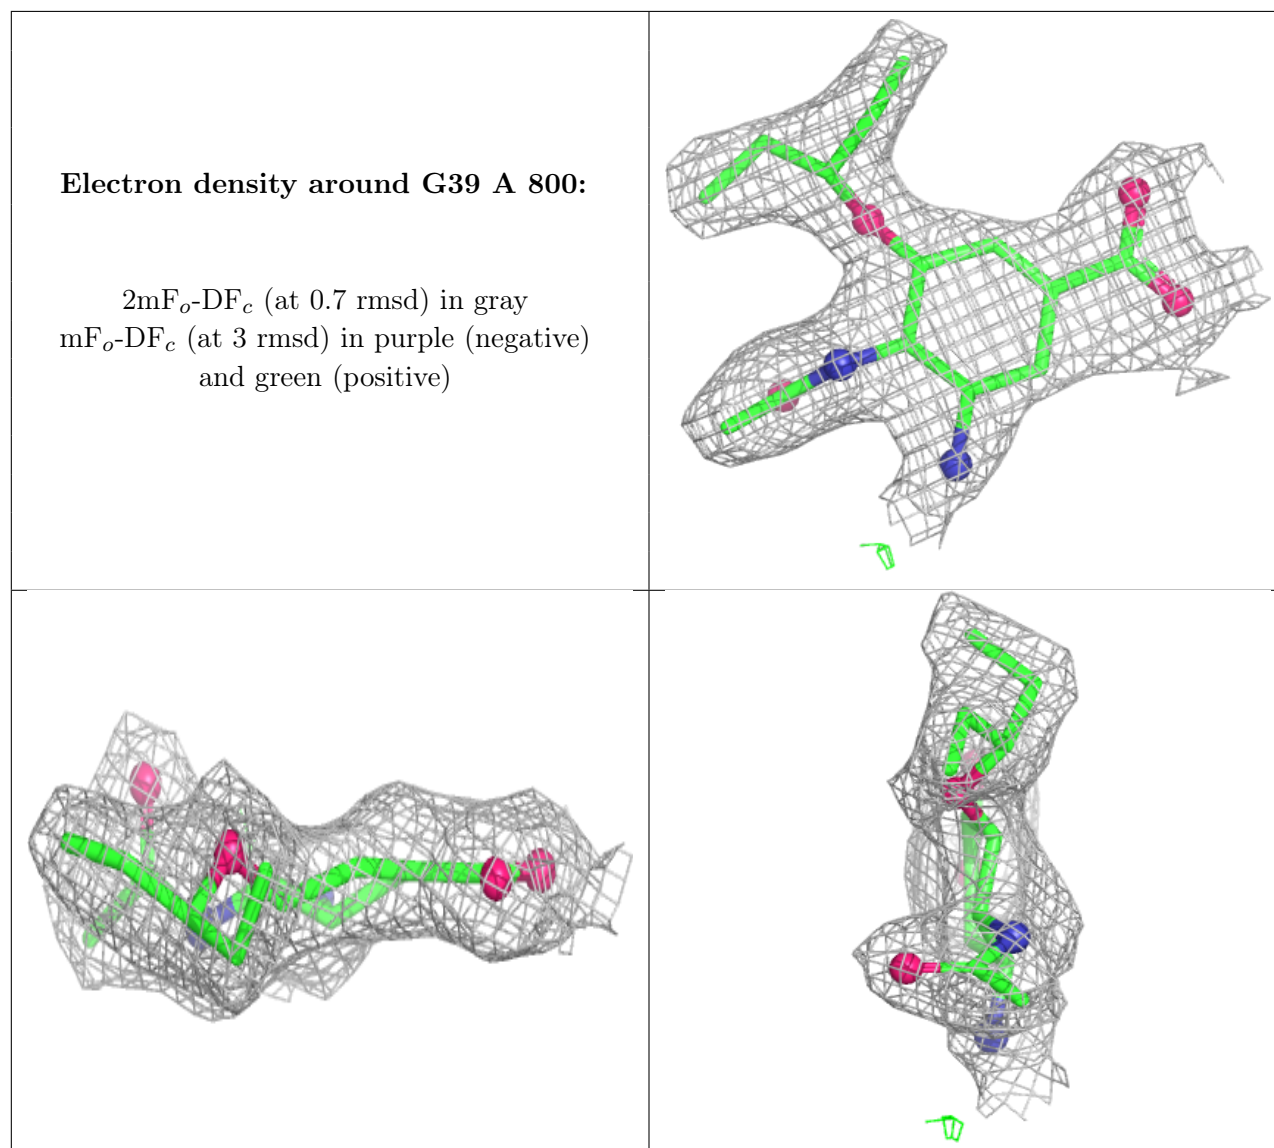 Electron density around G39 A 800:
2mFo-DFc (at 0.7 rmsd) in gray
mFo-DFc (at 3 rmsd) in purple (negative)
and green (positive)